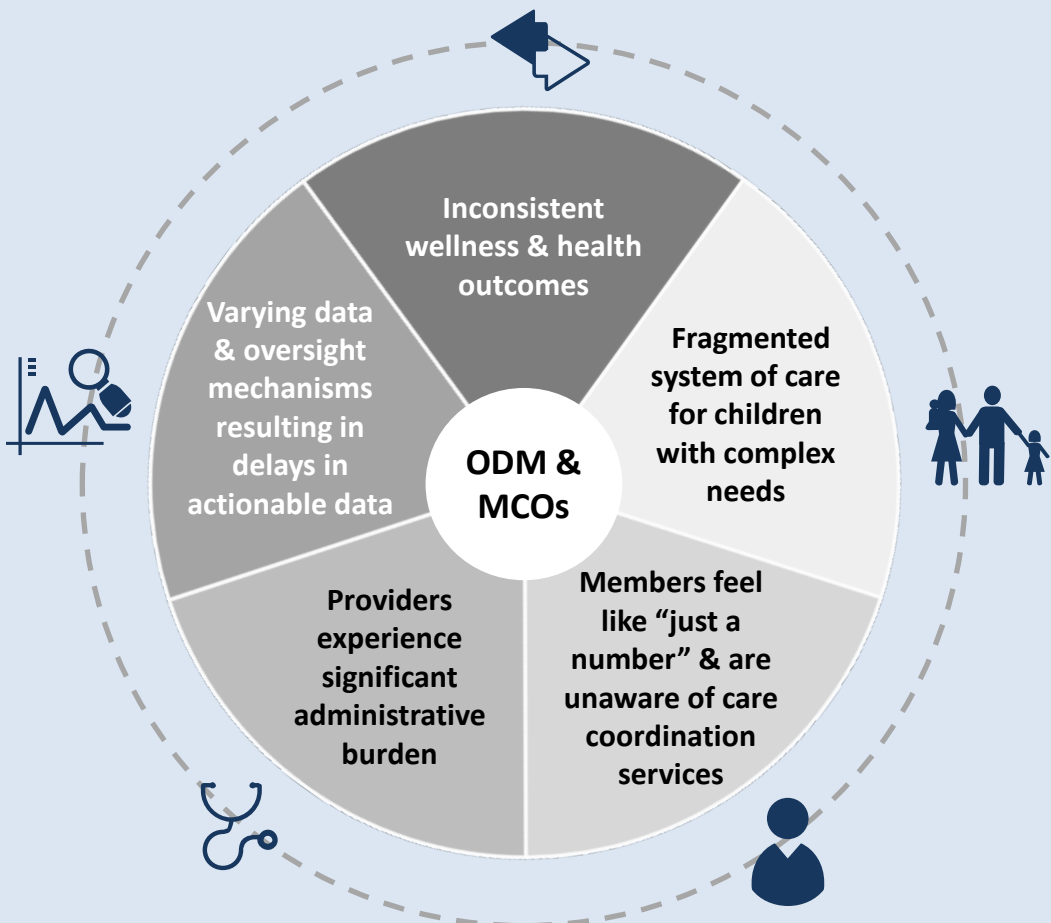 Inconsistent
wellness & health
outcomes
Fragmented
system of care
for children
with complex
needs
Members feel
like “just a
number” & are
unaware of care
coordination
services
Providers
experience
significant
administrative
burden
Varying data
& oversight
mechanisms
resulting in
delays in
actionable data
ODM &
MCOs